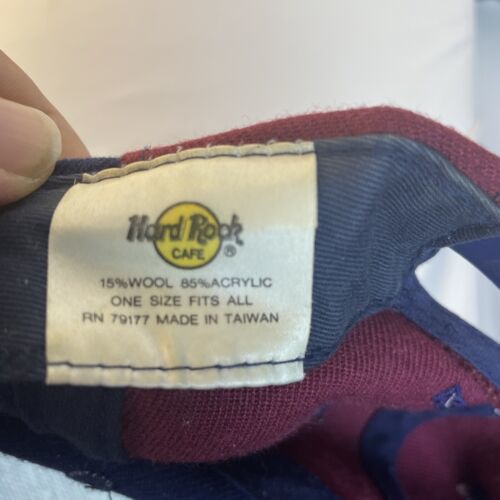 Hard Rock
CAFE ®
15%WOOL 85%ACRYLIC
ONE SIZE FITS ALL
RN 79177 MADE IN TAIWAN